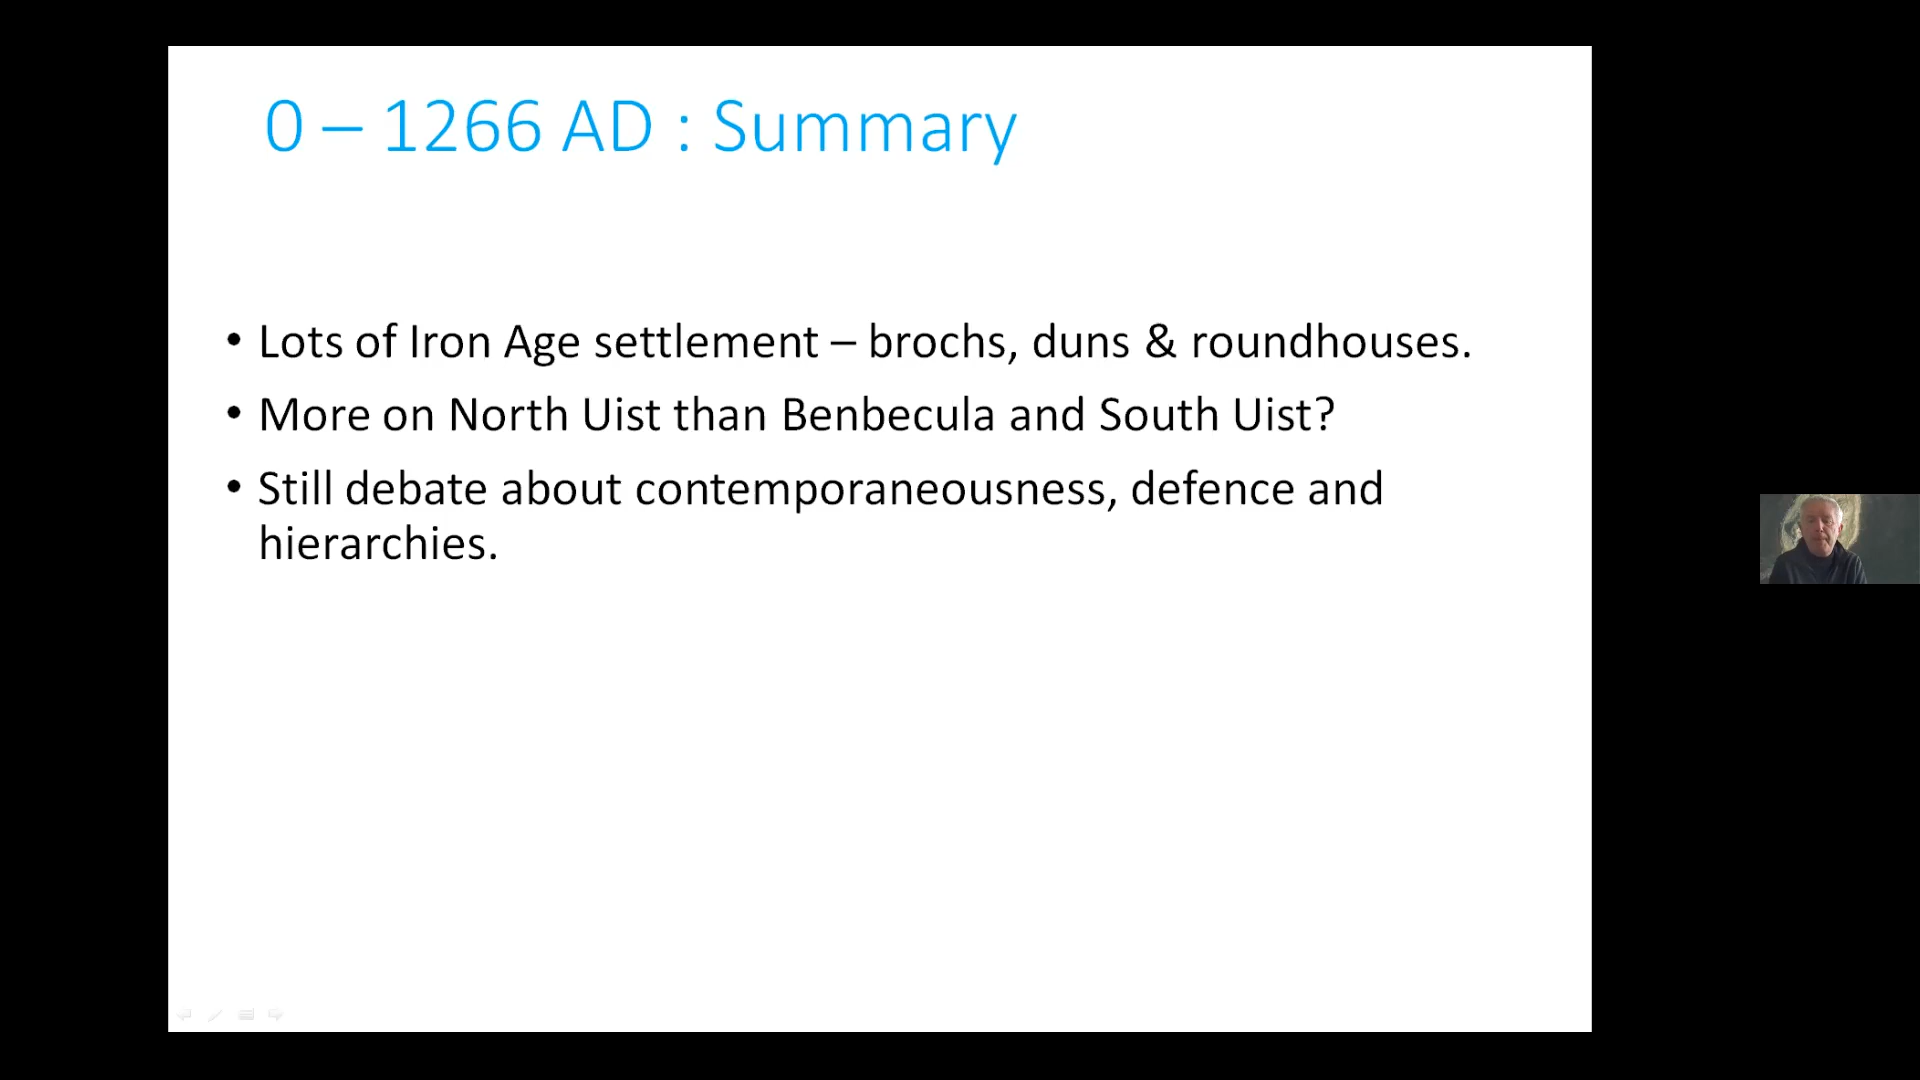 0 – 1266 AD : Summary
• Lots of Iron Age settlement – brochs, duns & roundhouses.
• More on North Uist than Benbecula and South Uist?
• Still debate about contemporaneousness, defence and
hierarchies.